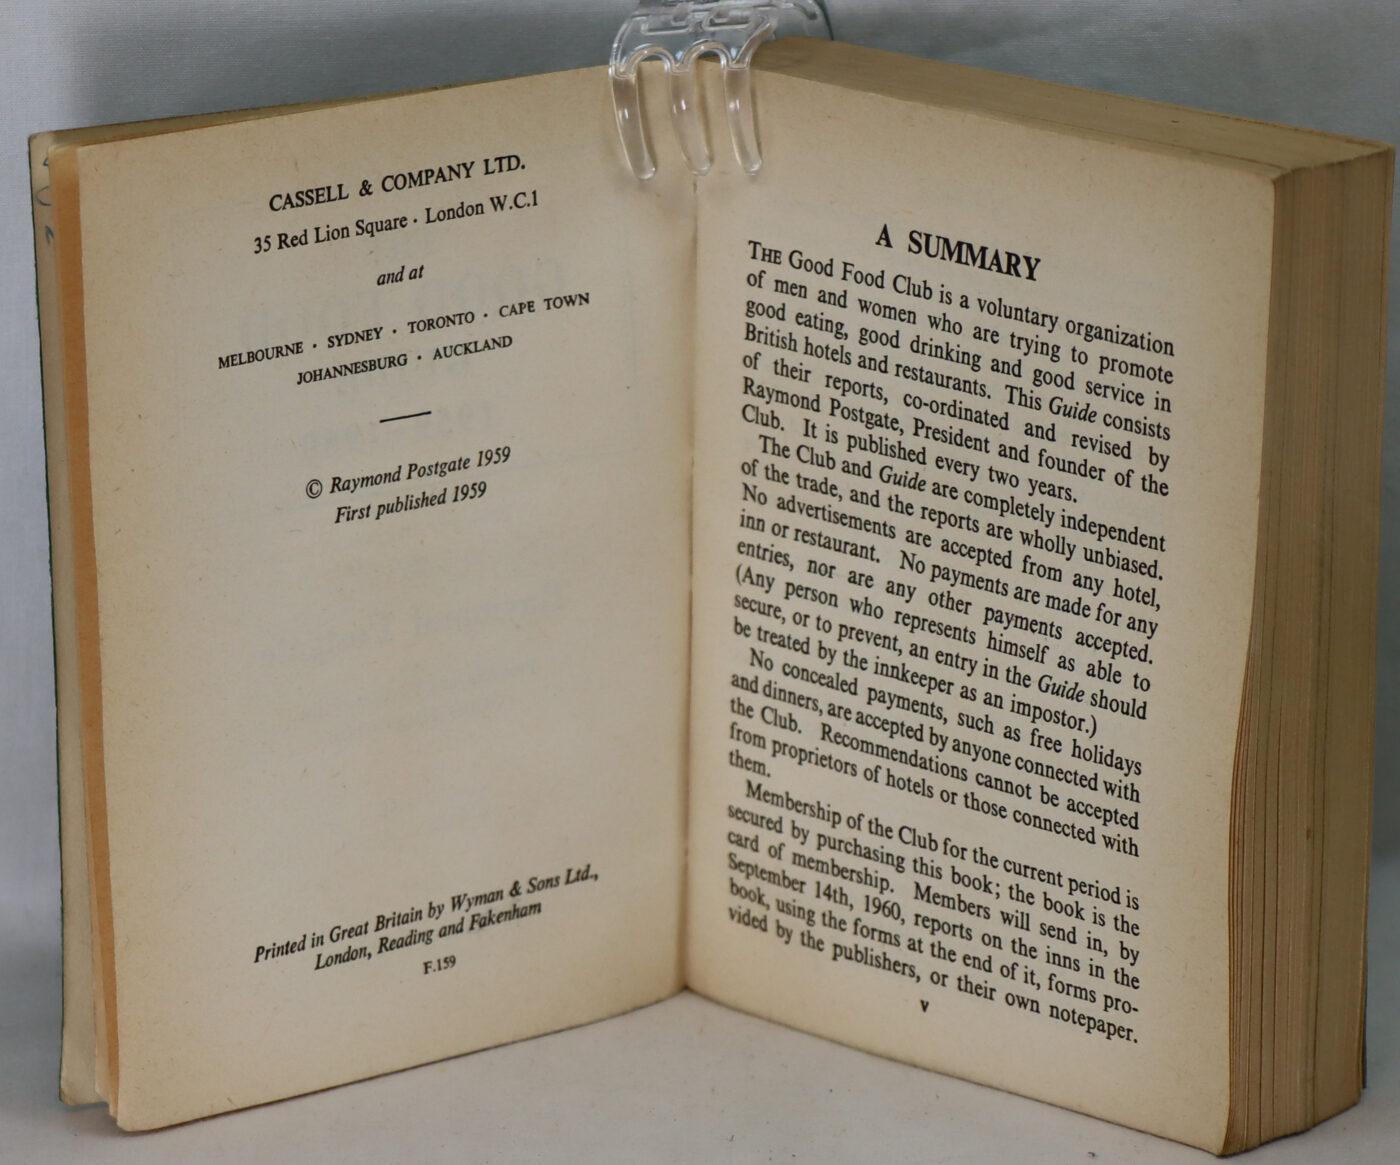 CASSELL & COMPANY LTD.
35 Red Lion Square · London W.C.1
and at
MELBOURNE · SYDNEY · TORONTO · CAPE TOWN
JOHANNESBURG · AUCKLAND
© Raymond Postgate 1959
First published 1959
Printed in Great Britain by Wyman & Sons Ltd.,
London, Reading and Fakenham
F.159
A SUMMARY
THE Good Food Club is a voluntary organization
of men and women who are trying to promote
good eating, good drinking and good service in
British hotels and restaurants. This Guide consists
of their reports, co-ordinated and revised by
Raymond Postgate, President and founder of the
Club. It is published every two years.
The Club and Guide are completely independent
of the trade, and the reports are wholly unbiased.
No advertisements are accepted from any hotel,
inn or restaurant. No payments are made for any
entries, nor are any other payments accepted.
(Any person who represents himself as able to
secure, or to prevent, an entry in the Guide should
be treated by the innkeeper as an impostor.)
No concealed payments, such as free holidays
and dinners, are accepted by anyone connected with
the Club. Recommendations cannot be accepted
from proprietors of hotels or those connected with
them.
Membership of the Club for the current period is
secured by purchasing this book; the book is the
card of membership. Members will send in, by
September 14th, 1960, reports on the inns in the
book, using the forms at the end of it, forms pro-
vided by the publishers, or their own notepaper.
v